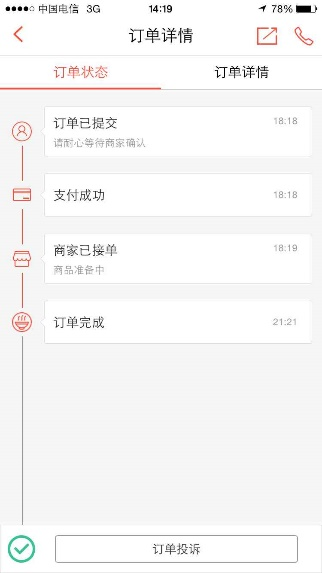 中国电信 3G 14:19 78%
订单详情
订单状态 订单详情
订单已提交 18:18
请耐心等待商家确认
支付成功 18:18
商家已接单 18:19
商品准备中
订单完成 21:21
订单投诉